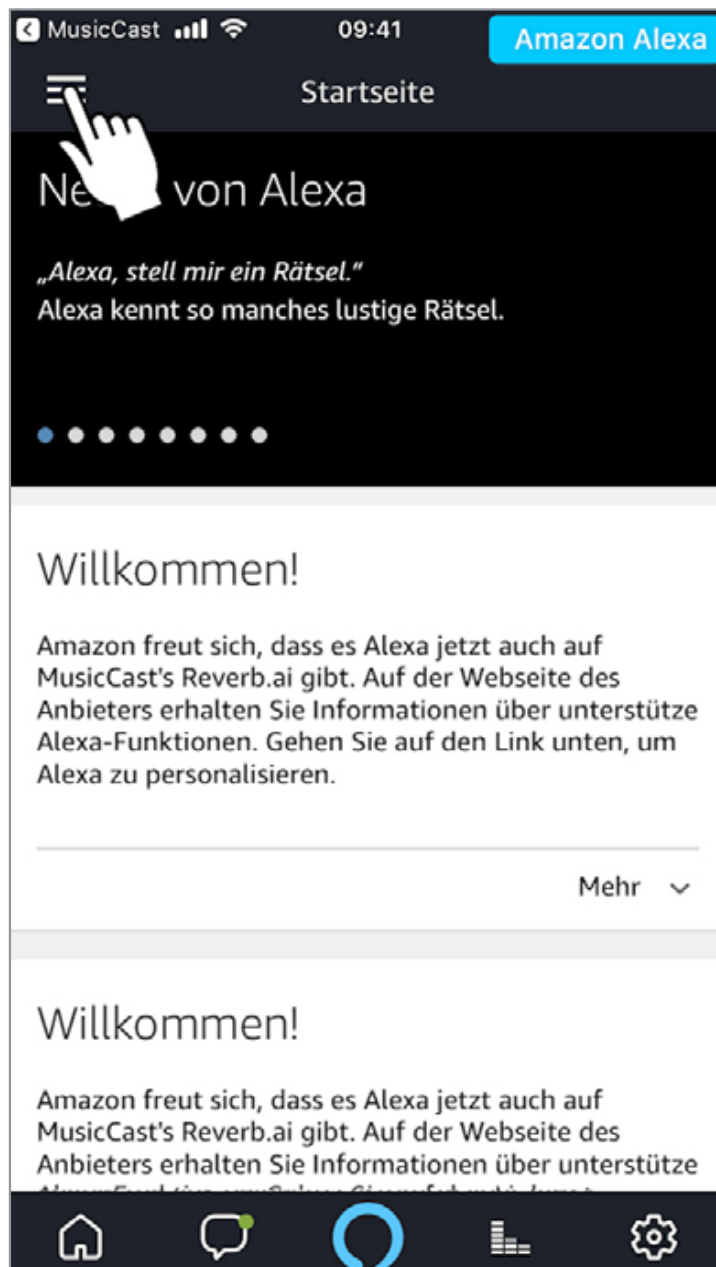 MusicCast 09:41
Amazon Alexa
Startseite
von Alexa
„Alexa, stell mir ein Rätsel.“
Alexa kennt so manches lustige Rätsel.
Willkommen!
Amazon freut sich, dass es Alexa jetzt auch auf
MusicCast's Reverb.ai gibt. Auf der Webseite des
Anbieters erhalten Sie Informationen über unterstütze
Alexa-Funktionen. Gehen Sie auf den Link unten, um
Alexa zu personalisieren.
Mehr
Willkommen!
Amazon freut sich, dass es Alexa jetzt auch auf
MusicCast's Reverb.ai gibt. Auf der Webseite des
Anbieters erhalten Sie Informationen über unterstütze